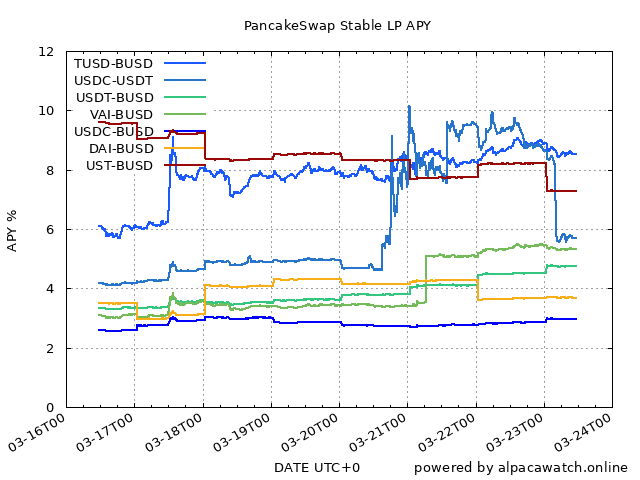 PancakeSwap Stable LP APY
12
10
8
6
4
2
0
APY %
TUSD-BUSD
USDC-USDT
USDT-BUSD
VAI-BUSD
USDC-BUSD
DAI-BUSD
UST-BUSD
03-16T00
03-17T00
03-18T00
03-19T00
03-20T00
03-21T00
03-22T00
03-23T00
03-24T00
DATE UTC+0
powered by alpacawatch.online